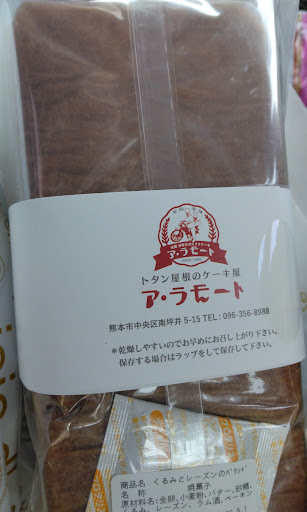 ア・ラモート
トタン屋根のケーキ屋
ア・ラモート
熊本市中央区南坪井 5-15 TEL : 096-356-8988
*乾燥しやすいのでお早めにお召し上がり下さい。
保存する場合はラップをして保存して下さい。
商品名 くるみとレーズンのパウンド
名 称 焼菓子
原材料名:全卵、小麦粉、バター、砂糖、
くるみ、レーズン、ラム酒、ベーキン